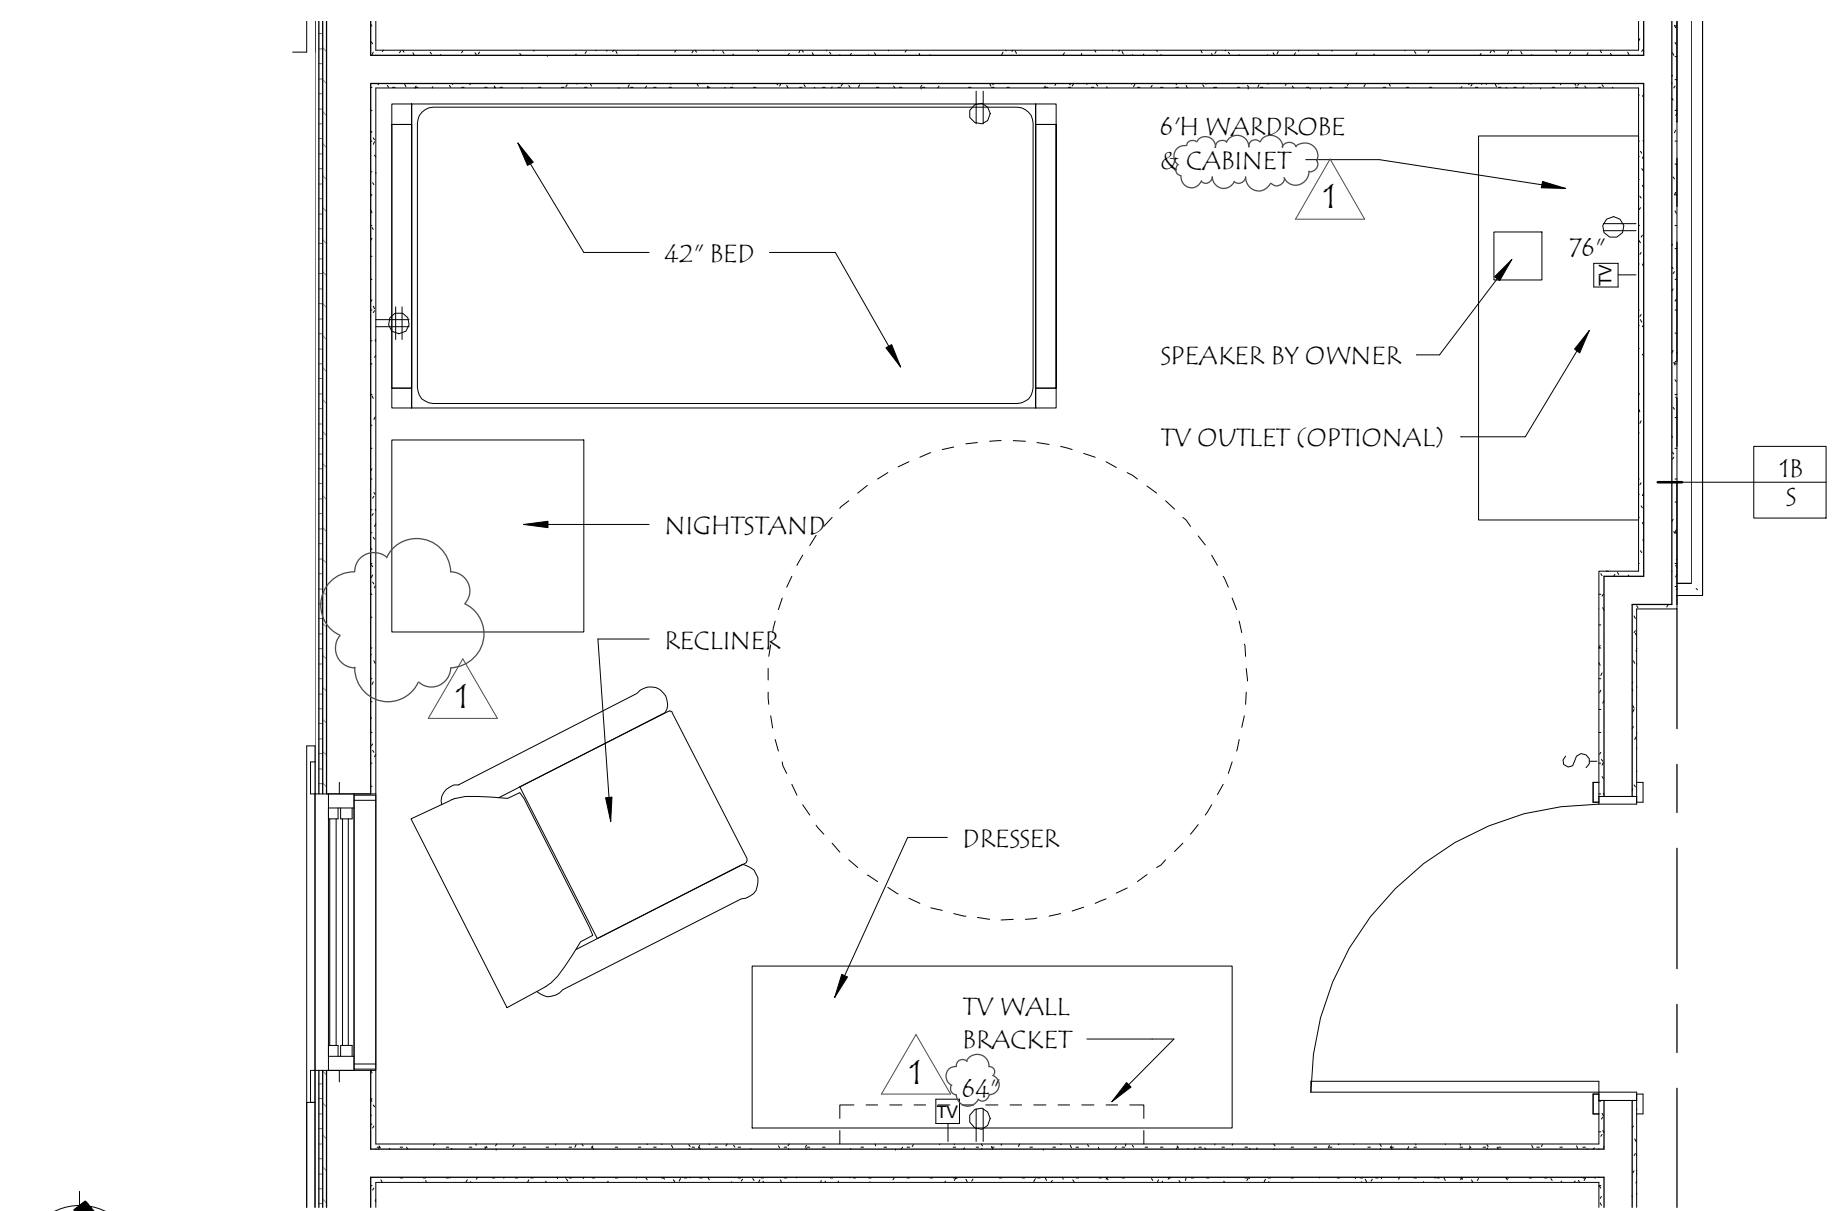 6'H WARDROBE
& CABINET
1
42" BED
76"
TV
SPEAKER BY OWNER
TV OUTLET (OPTIONAL)
1B
S
NIGHTSTAND
RECLINER
1
S
DRESSER
TV WALL
BRACKET
1
64"
TV